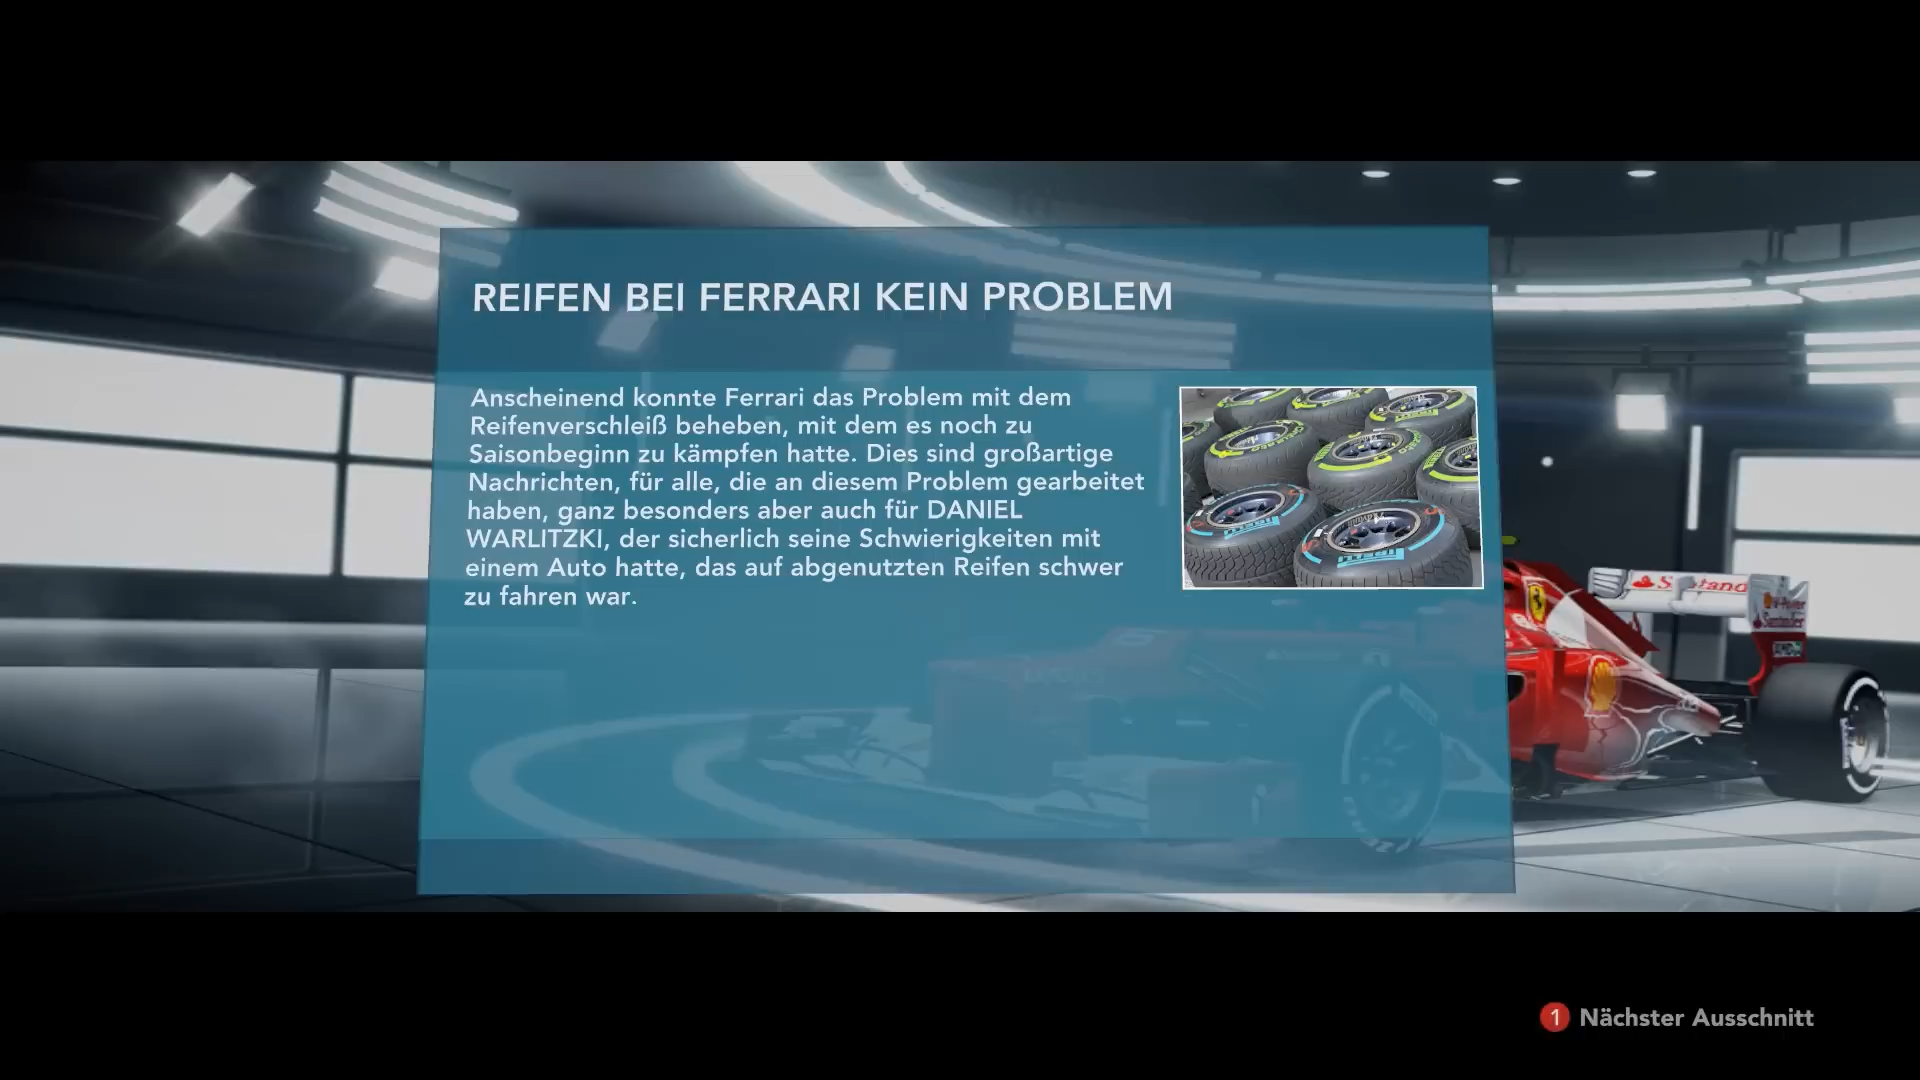 REIFEN BEI FERRARI KEIN PROBLEM
Anscheinend konnte Ferrari das Problem mit dem
Reifenverschleiß beheben, mit dem es noch zu
Saisonbeginn zu kämpfen hatte. Dies sind großartige
Nachrichten, für alle, die an diesem Problem gearbeitet
haben, ganz besonders aber auch für DANIEL
WARLITZKI, der sicherlich seine Schwierigkeiten mit
einem Auto hatte, das auf abgenutzten Reifen schwer
zu fahren war.
PIRELLI
PIRELLI
Santander
1 Nächster Ausschnitt